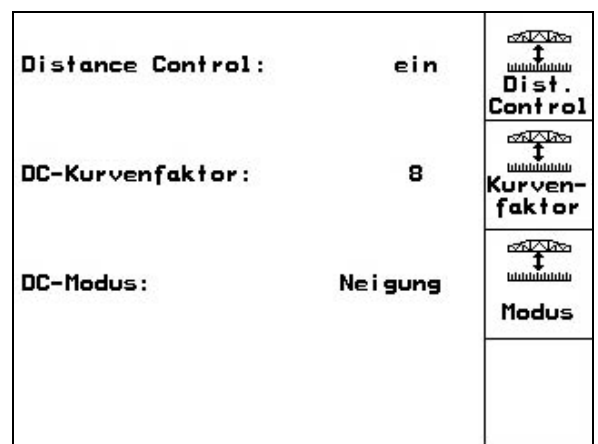 Distance Control: ein
Dist.
Control
DC-Kurvenfaktor: 8
Kurven-
faktor
DC-Modus: Neigung
Modus